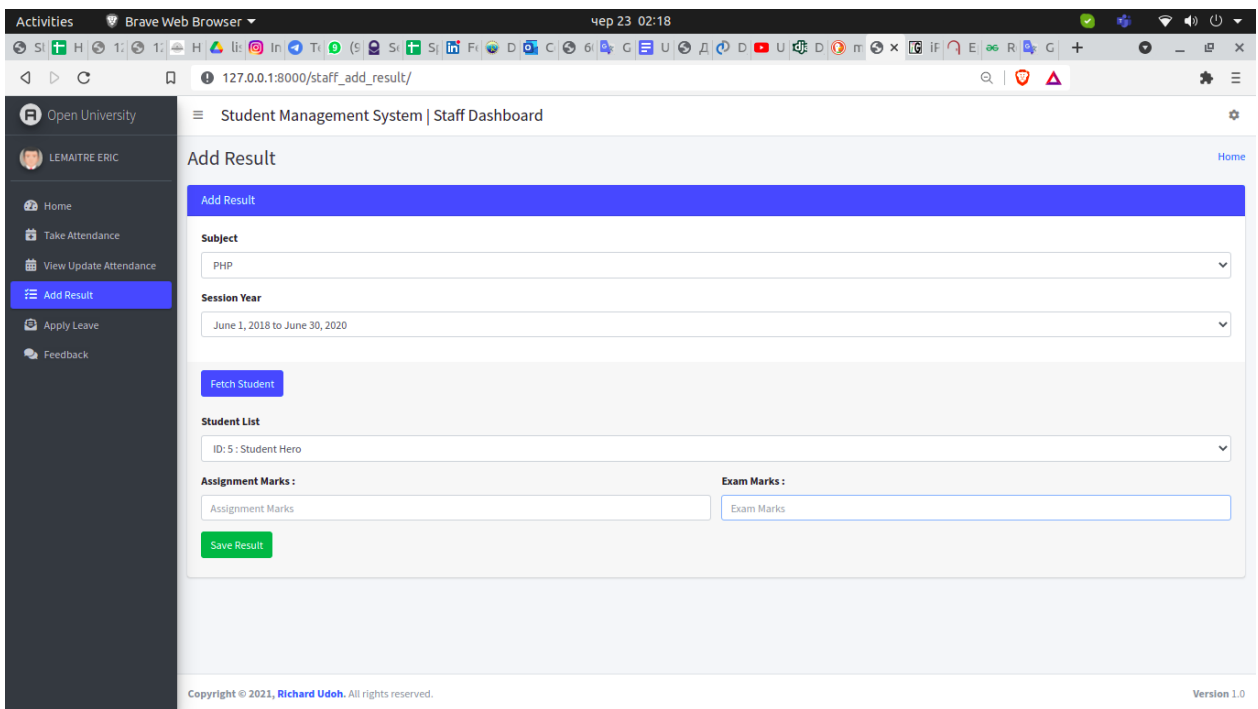 Activities Brave Web Browser чер 23 02:18
127.0.0.1:8000/staff_add_result/
Open University Student Management System | Staff Dashboard
LEMAITRE ERIC Add Result Home
Home
Take Attendance
View Update Attendance
Add Result
Apply Leave
Feedback
Add Result
Subject
PHP
Session Year
June 1, 2018 to June 30, 2020
Fetch Student
Student List
ID: 5 : Student Hero
Assignment Marks : Exam Marks :
Assignment Marks Exam Marks
Save Result
Copyright © 2021, Richard Udoh. All rights reserved. Version 1.0